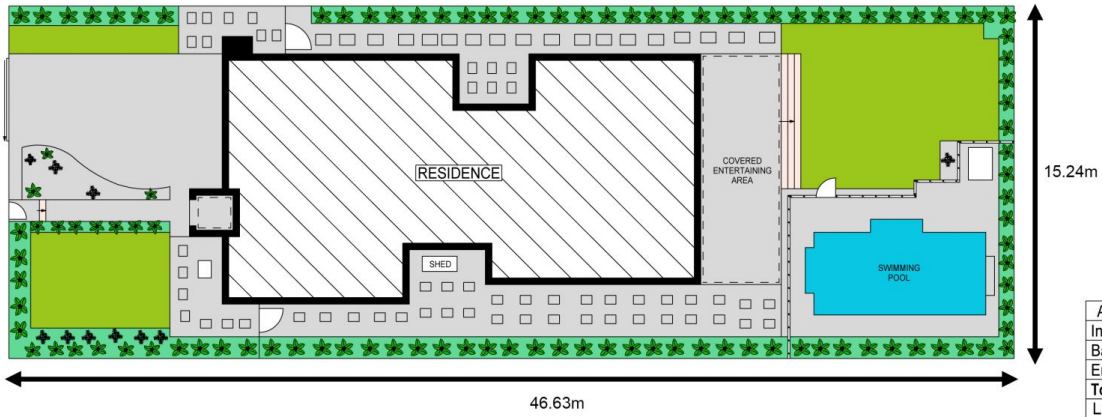 RESIDENCE
COVERED
ENTERTAINING
AREA
15.24m
SHED
SWIMMING
POOL
46.63m